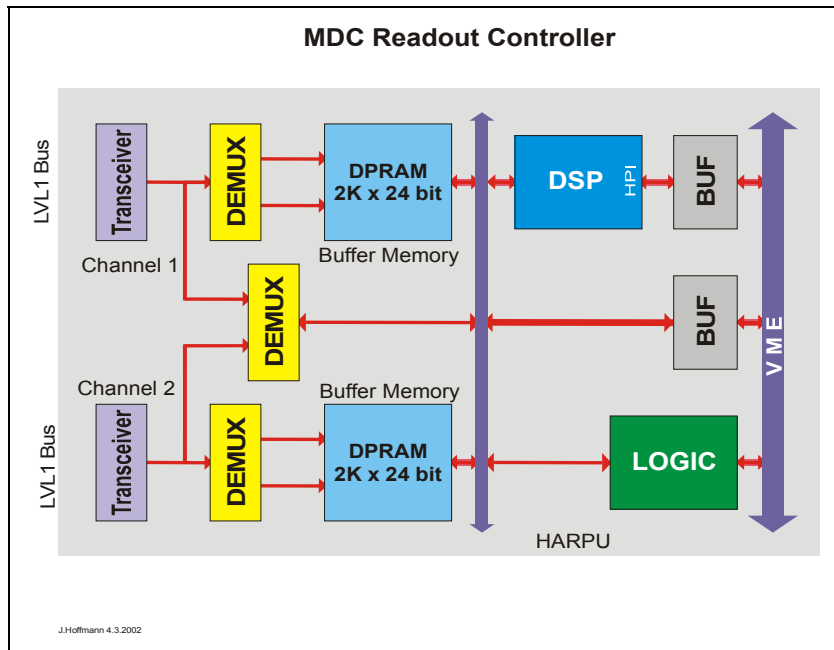 MDC Readout Controller
LVL1 Bus
Transceiver
DEMUX
DPRAM
2K x 24 bit
DSP
HPI
BUF
Channel 1
Buffer Memory
DEMUX
BUF
VME
Channel 2
Buffer Memory
LVL1 Bus
Transceiver
DEMUX
DPRAM
2K x 24 bit
LOGIC
HARPU
J.Hoffmann 4.3.2002